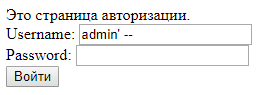 Это страница авторизации.
Username: admin' --
Password:
Войти